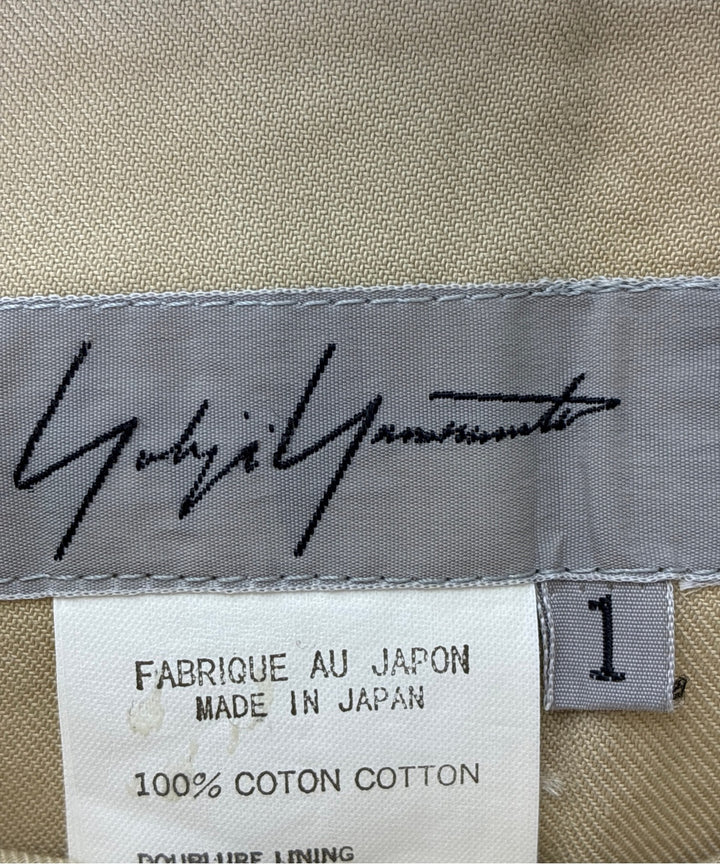 Yohji Yamamoto
1
FABRIQUE AU JAPON
MADE IN JAPAN
100% COTON COTTON
DOUBLURE LINING